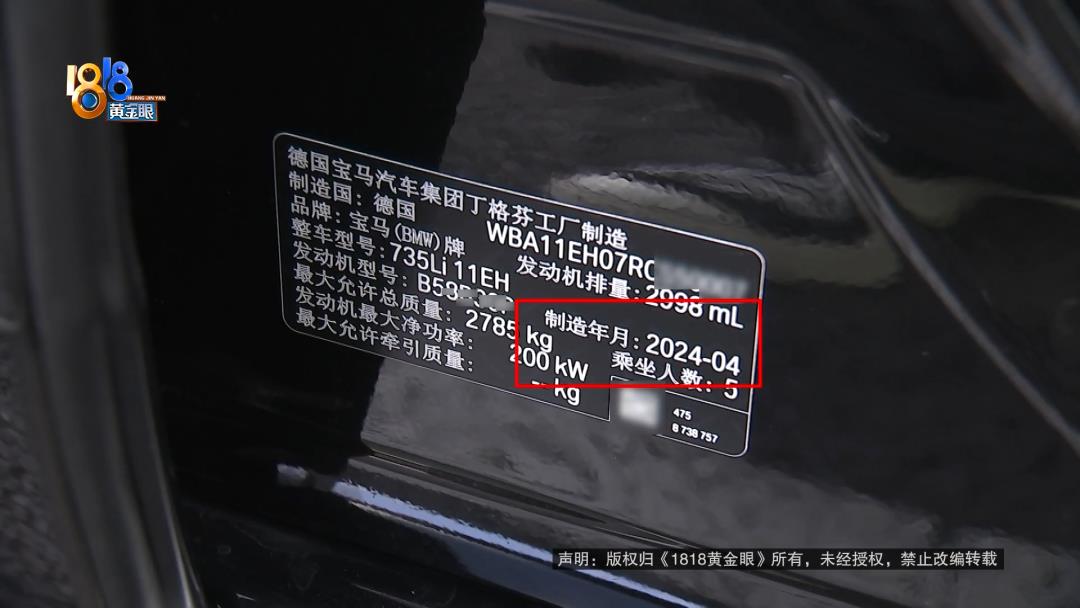 1818
HUANG JIN YAN
黄金眼
德国宝马汽车集团丁格芬工厂制造
制造国：德国
WBA11EH07R
品牌：宝马(BMW)牌
整车型号：735Li 11EH
发动机排量：2998 mL
发动机型号：B58
最大允许总质量：2785 kg
制造年月：2024-04
发动机最大净功率：200 kW
乘坐人数：5
最大允许牵引质量：-- kg
475
8 738 757
声明：版权归《1818黄金眼》所有，未经授权，禁止改编转载